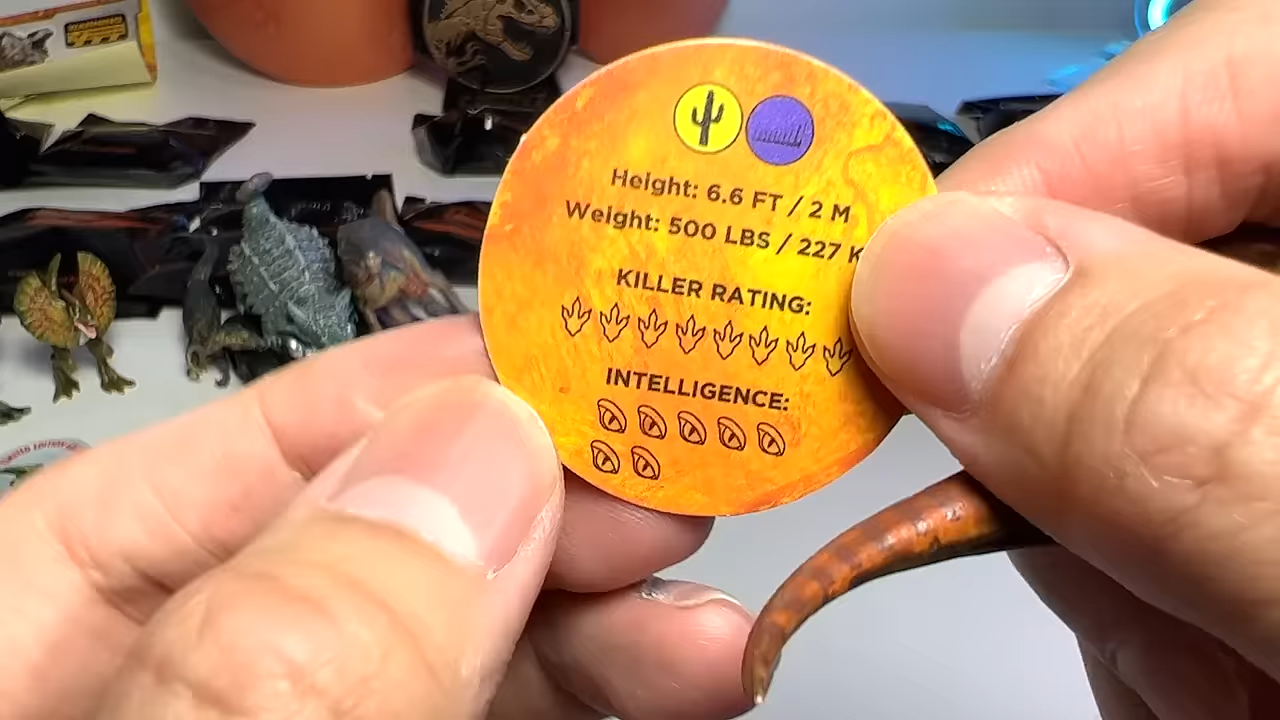 Height: 6.6 FT / 2 M
Weight: 500 LBS / 227 K
KILLER RATING:
INTELLIGENCE: